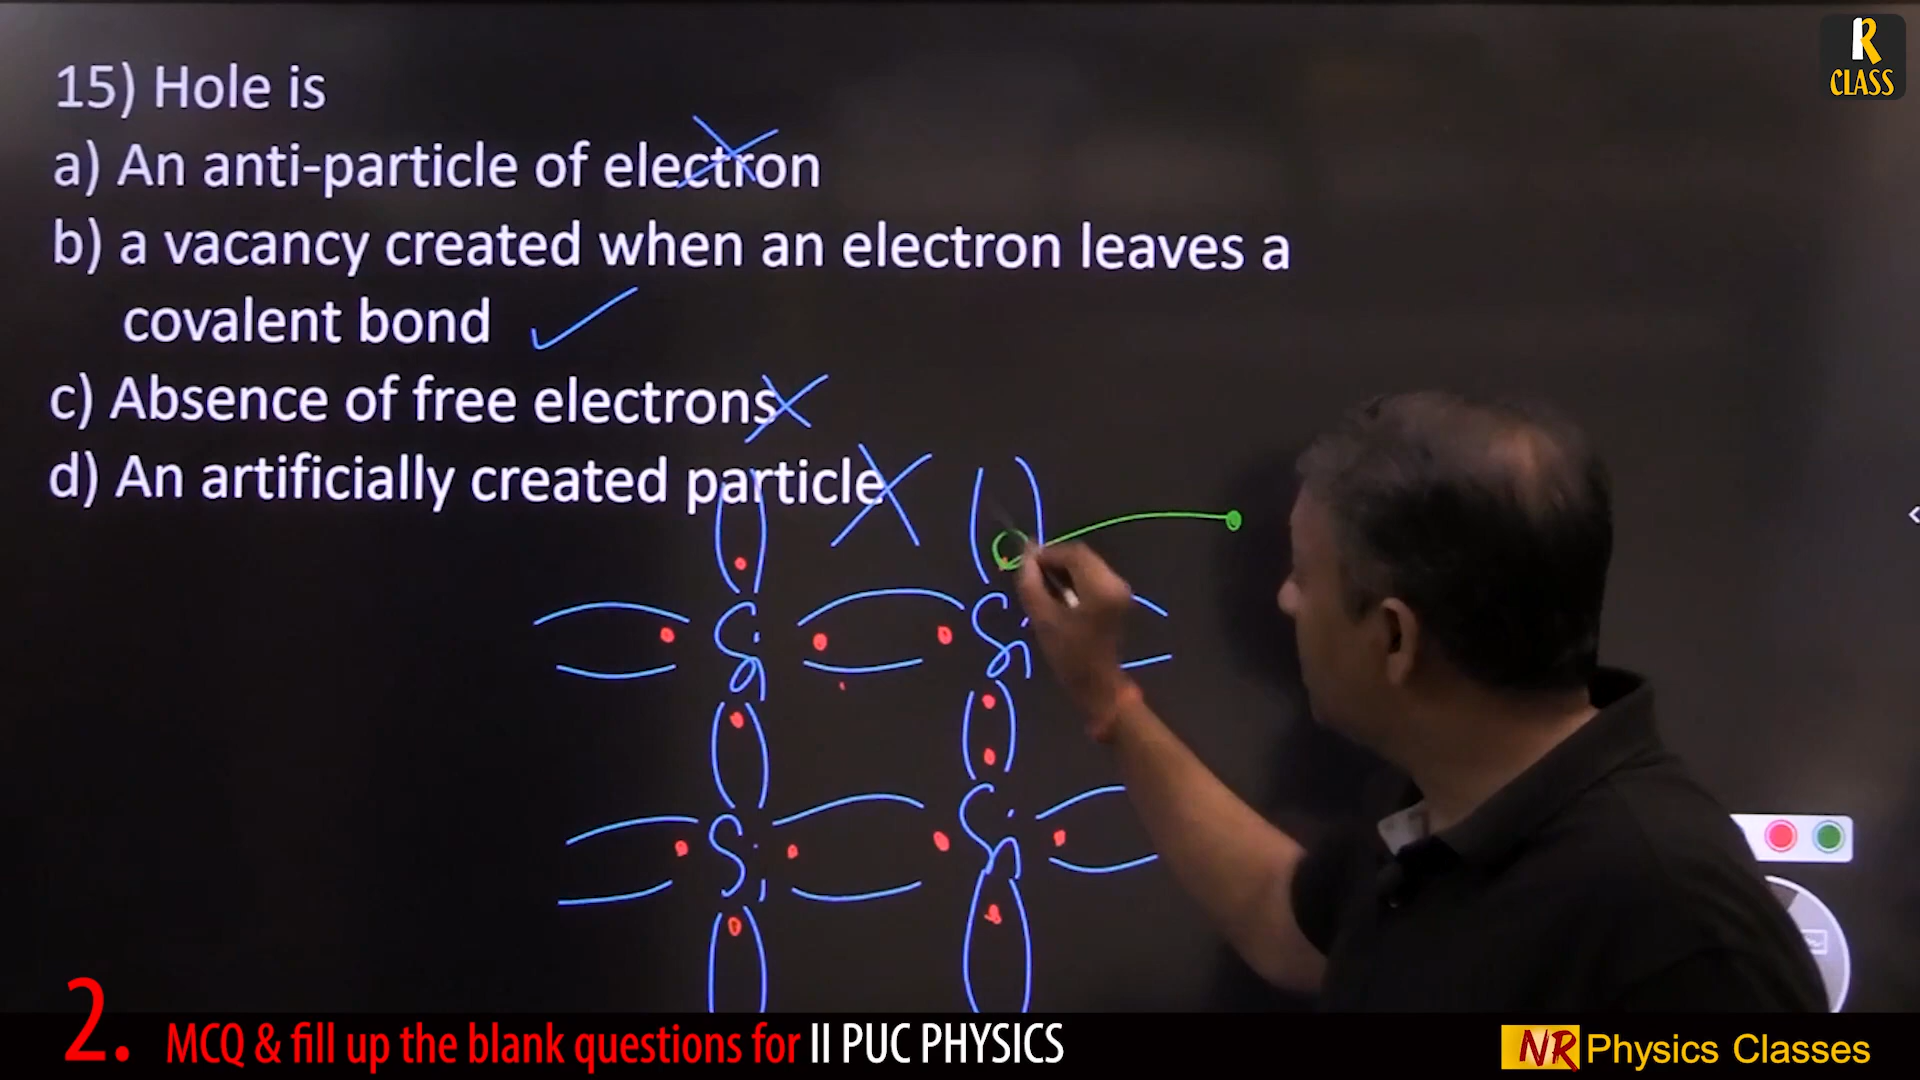 R
CLASS
15) Hole is
a) An anti-particle of electron
b) a vacancy created when an electron leaves a
covalent bond
c) Absence of free electrons
d) An artificially created particle
Si Si
Si Si
2. MCQ & fill up the blank questions for II PUC PHYSICS
NR Physics Classes